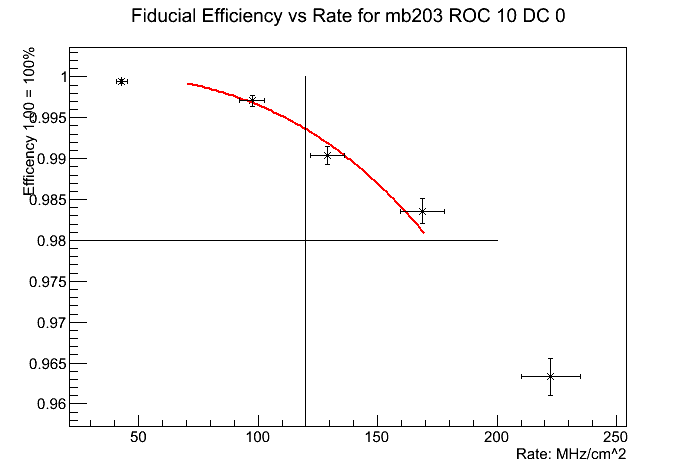 Fiducial Efficiency vs Rate for mb203 ROC 10 DC 0
Efficency 1.00 = 100%
1
0.995
0.99
0.985
0.98
0.975
0.97
0.965
0.96
50 100 150 200 250
Rate: MHz/cm^2